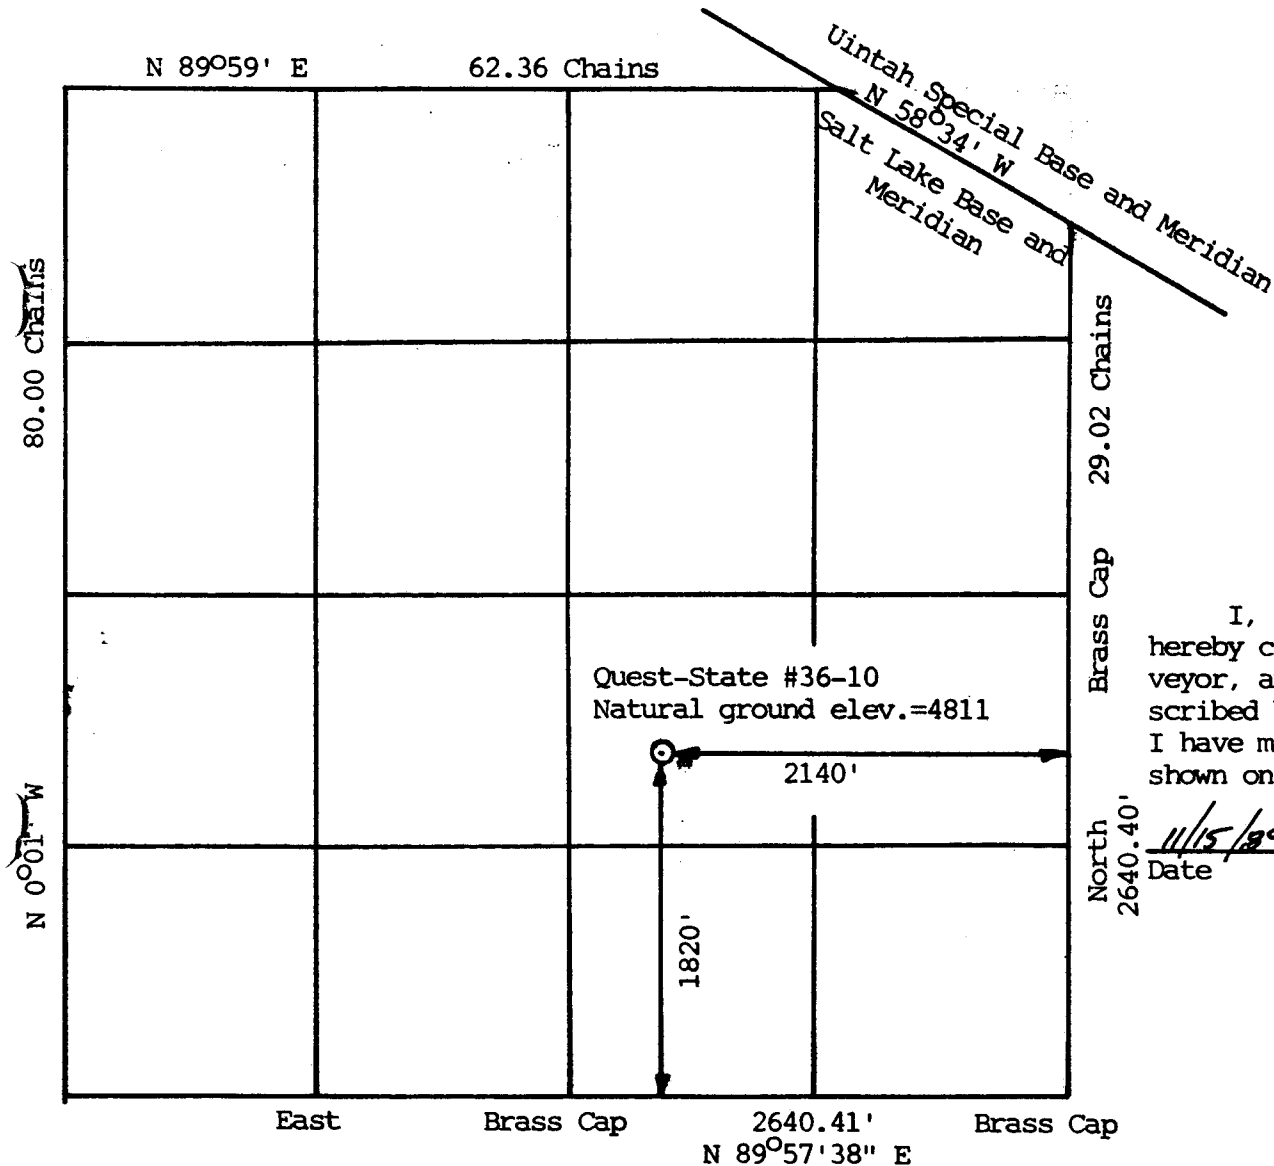 N 89°59' E 62.36 Chains
Uintah Special Base and Meridian
N 58°34' W
Salt Lake Base and
Meridian
80.00 Chains
29.02 Chains
Brass Cap
Quest-State #36-10
Natural ground elev.=4811
2140'
I,
hereby c
veyor, a
scribed
I have m
shown on
11/15/
Date
N 0°01' W
North
2640.40'
1820'
East Brass Cap 2640.41' Brass Cap
N 89°57'38" E